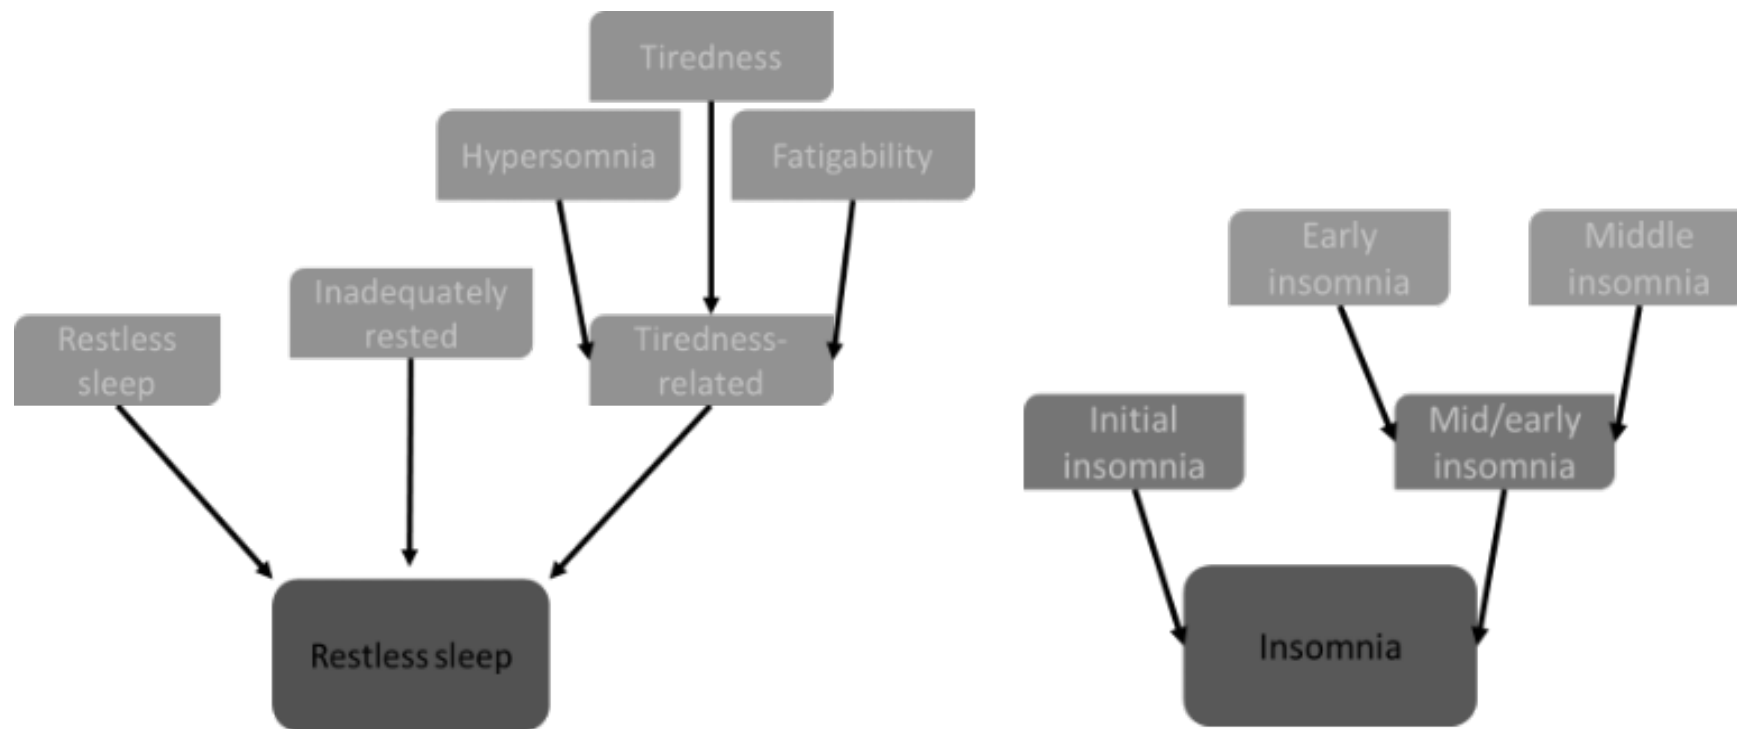 Tiredness
Hypersomnia
Fatigability
Inadequately
rested
Restless
sleep
Tiredness-
related
Restless sleep
Early
insomnia
Middle
insomnia
Initial
insomnia
Mid/early
insomnia
Insomnia